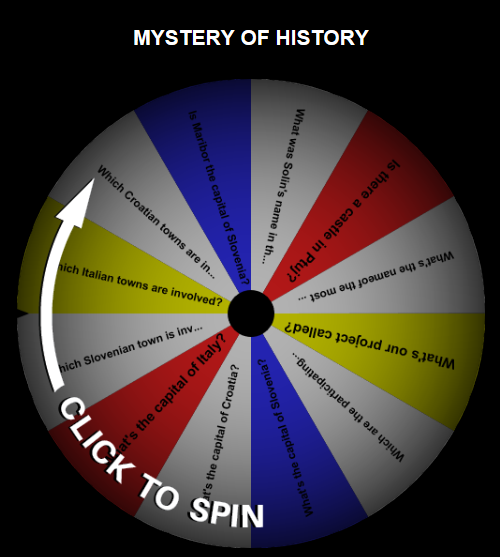 MYSTERY OF HISTORY
What was Solin's name in th...
Is there a castle in Ptuj?
What's the nameof the most ...
What's our project called?
Which are the participating...
What's the capital of Slovenia?
t's the capital of Croatia?
at's the capital of Italy?
hich Slovenian town is inv...
hich Italian towns are involved?
Which Croatian towns are in...
Is Maribor the capital of Slovenia?
CLICK TO SPIN